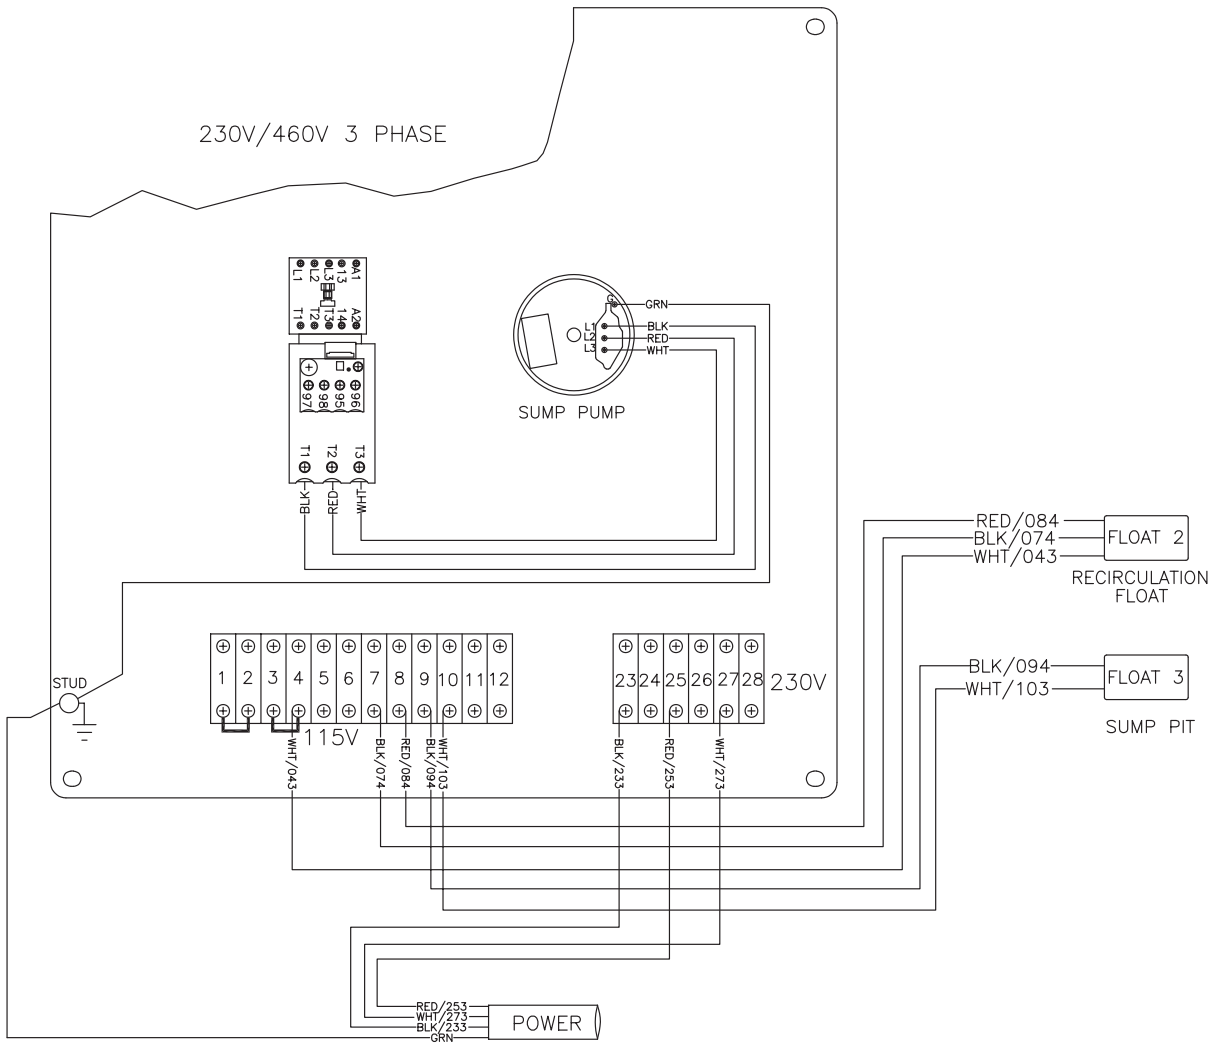 230V/460V 3 PHASE
L1 L2 L3 13 A1
T1 T2 T3 14 A2
97 98 95 96
T1 T2 T3
BLK RED WHT
G
GRN
L1 BLK
L2 RED
L3 WHT
SUMP PUMP
RED/084
BLK/074
WHT/043
FLOAT 2
RECIRCULATION
FLOAT
BLK/094
WHT/103
FLOAT 3
SUMP PIT
STUD
1 2 3 4 5 6 7 8 9 10 11 12
115V
23 24 25 26 27 28
230V
WHT/043 BLK/074 RED/084 BLK/094 WHT/103
BLK/233 RED/253 WHT/273
RED/253
WHT/273
BLK/233
GRN
POWER